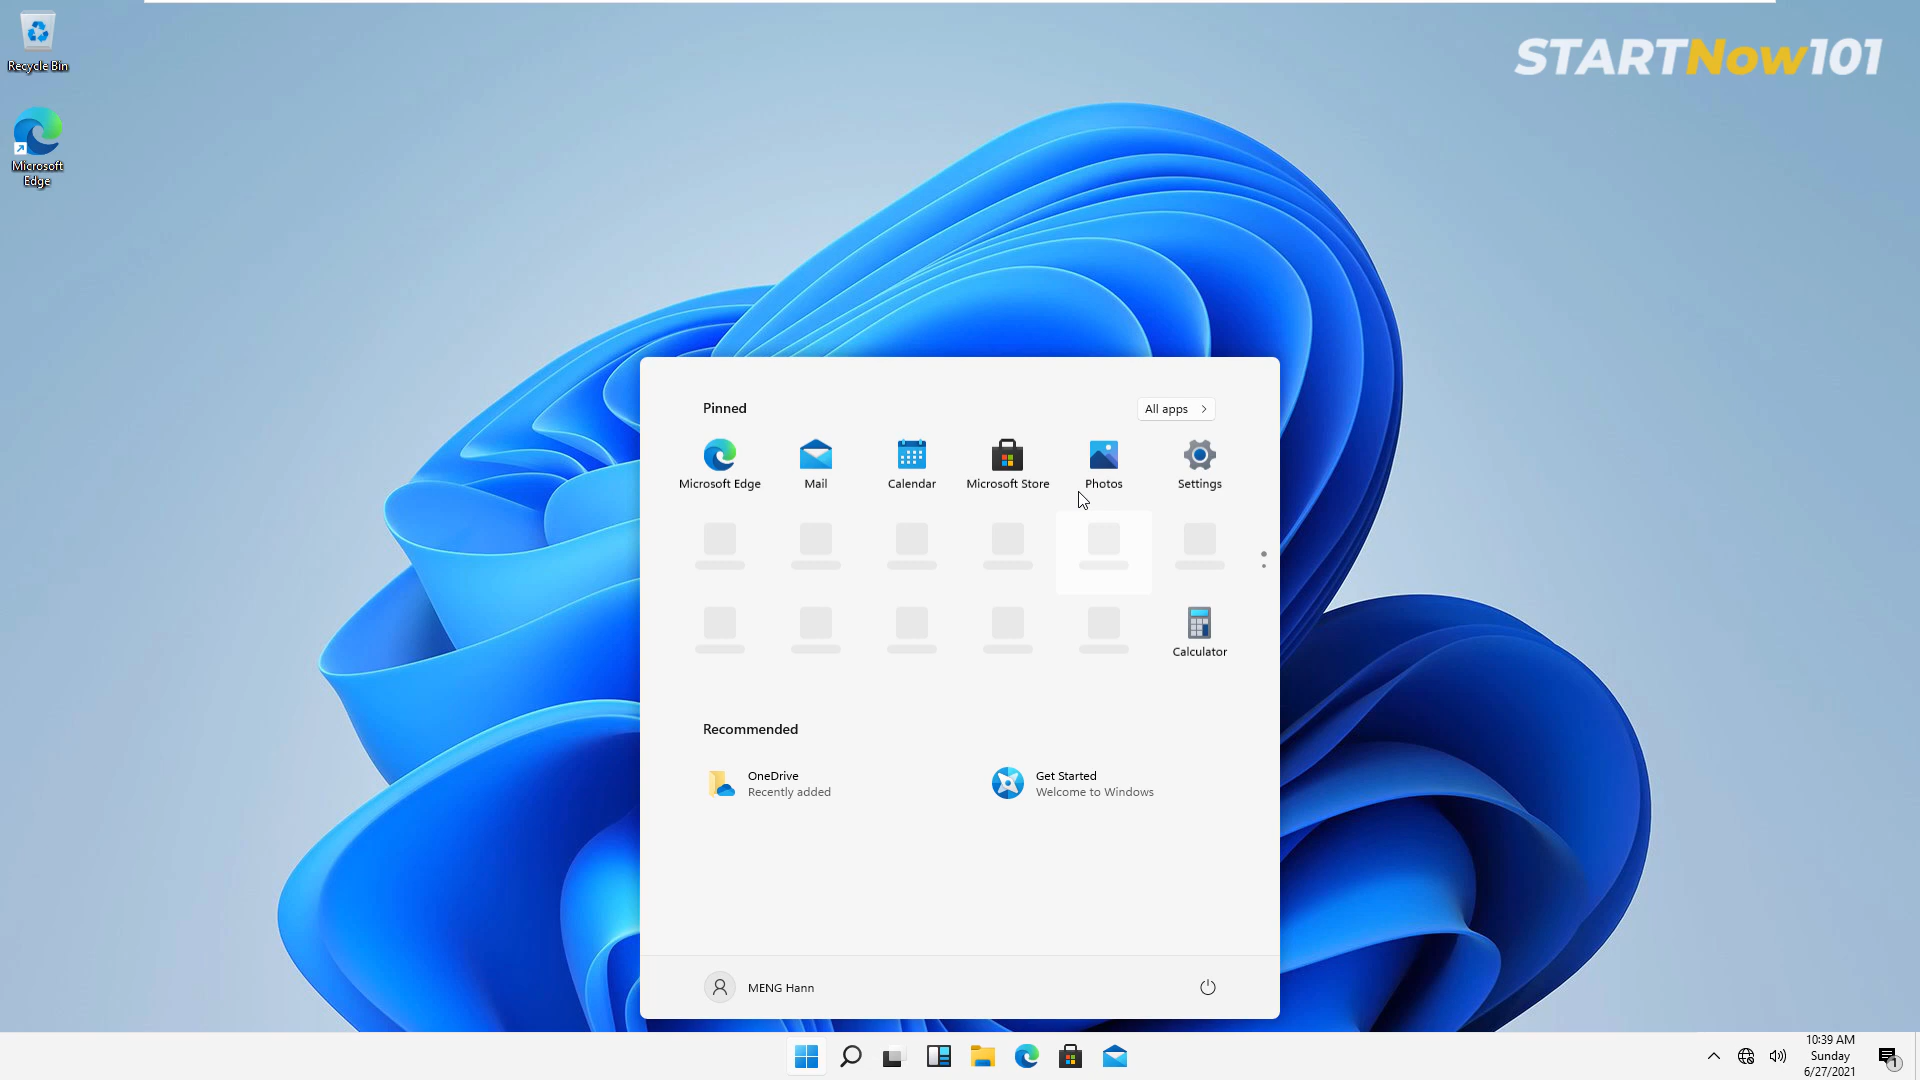 Recycle Bin
Microsoft
Edge
STARTNow101
Pinned
All apps
Microsoft Edge
Mail
Calendar
Microsoft Store
Photos
Settings
Calculator
Recommended
OneDrive
Recently added
Get Started
Welcome to Windows
MENG Hann
10:39 AM
Sunday
6/27/2021
1